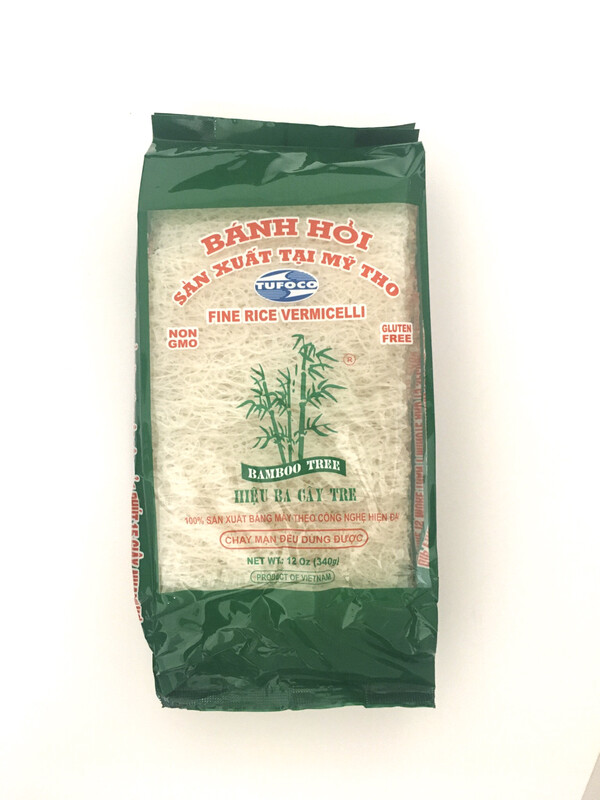 BÁNH HỎI
SẢN XUẤT TẠI MỸ THO
TUFOCO
FINE RICE VERMICELLI
NON
GMO
GLUTEN
FREE
®
BAMBOO TREE
HIỆU BA CÂY TRE
100% SẢN XUẤT BẰNG MÁY THEO CÔNG NGHỆ HIỆN ĐẠI
CHAY MẶN ĐỀU DÙNG ĐƯỢC
NET WT: 12 Oz (340g)
PRODUCT OF VIETNAM